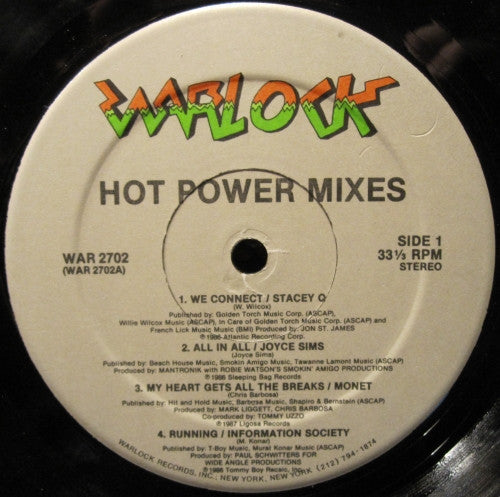 WARLOCK
HOT POWER MIXES
WAR 2702
(WAR 2702A)
SIDE 1
33⅓ RPM
STEREO
1. WE CONNECT / STACEY Q
(W. Wilcox)
Published by: Golden Torch Music Corp. (ASCAP),
Willie Wilcox Music (ASCAP), in Care of Golden Torch Music Corp (ASCAP) and
French Lick Music (BMI) Produced by: JON ST. JAMES
℗ 1986 Atlantic Recording Corp.
2. ALL IN ALL / JOYCE SIMS
(Joyce Sims)
Published by: Beach House Music, Smokin Amigo Music, Tawanne Lamont Music (ASCAP)
Produced by: MANTRONIK with ROBIE WATSON'S SMOKIN' AMIGO PRODUCTIONS
℗ 1986 Sleeping Bag Records
3. MY HEART GETS ALL THE BREAKS / MONET
(Chris Barbosa)
Published by: Hit and Hold Music, Barbosa Music, Shapiro & Bernstein (ASCAP)
Produced by: MARK LIGGETT, CHRIS BARBOSA
Co-produced by: TOMMY UZZO
℗ 1987 Ligosa Records
4. RUNNING / INFORMATION SOCIETY
(M. Konar)
Published by: T-Boy Music, Murat Konar Music (ASCAP)
Produced by: PAUL SCHWITTERS FOR
WIDE ANGLE PRODUCTIONS
℗ 1986 Tommy Boy Music, Inc.
WARLOCK RECORDS, INC., NEW YORK, NEW YORK (212) 794-1874